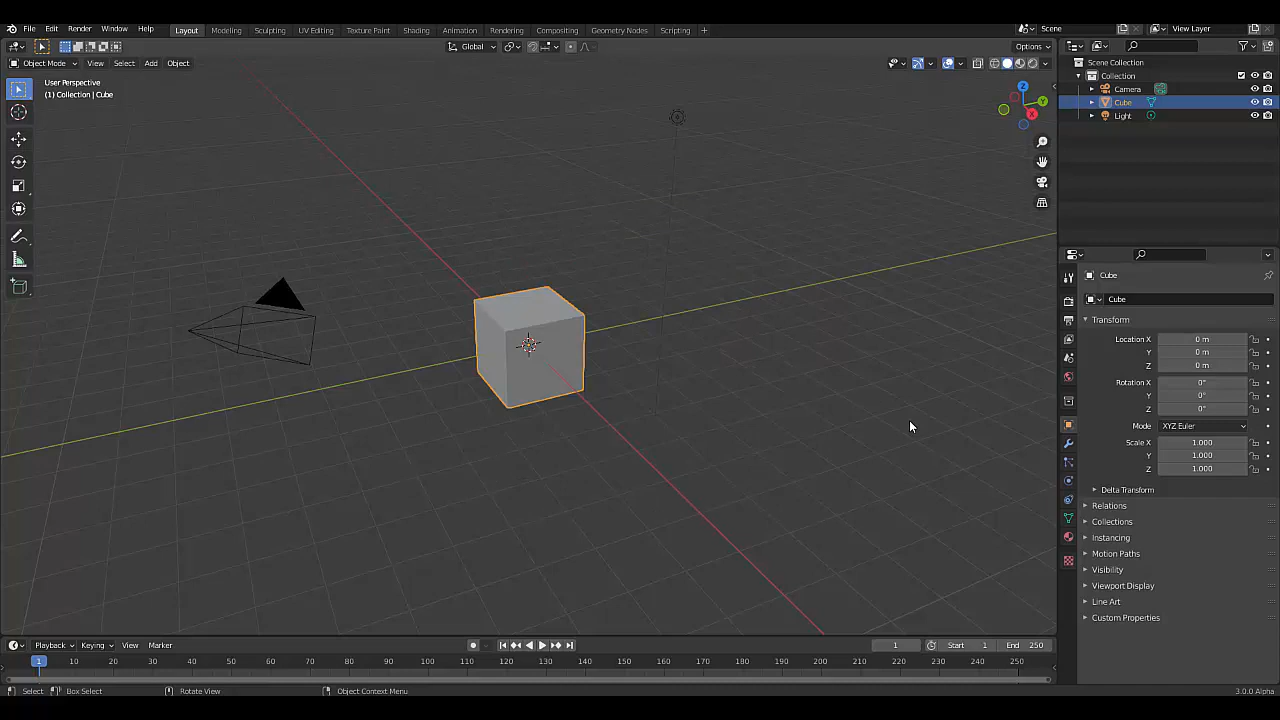 File Edit Render Window Help Layout Modeling Sculpting UV Editing Texture Paint Shading Animation Rendering Compositing Geometry Nodes Scripting + Scene View Layer
Global Options
Object Mode View Select Add Object
User Perspective
(1) Collection | Cube
Z
Y
X
Scene Collection
Collection
Camera
Cube
Light
Cube
Cube
Transform
Location X 0 m
Y 0 m
Z 0 m
Rotation X 0°
Y 0°
Z 0°
Mode XYZ Euler
Scale X 1.000
Y 1.000
Z 1.000
Delta Transform
Relations
Collections
Instancing
Motion Paths
Visibility
Viewport Display
Line Art
Custom Properties
Playback Keying View Marker 1 Start 1 End 250
1 10 20 30 40 50 60 70 80 90 100 110 120 130 140 150 160 170 180 190 200 210 220 230 240 250
Select Box Select Rotate View Object Context Menu 3.0.0 Alpha